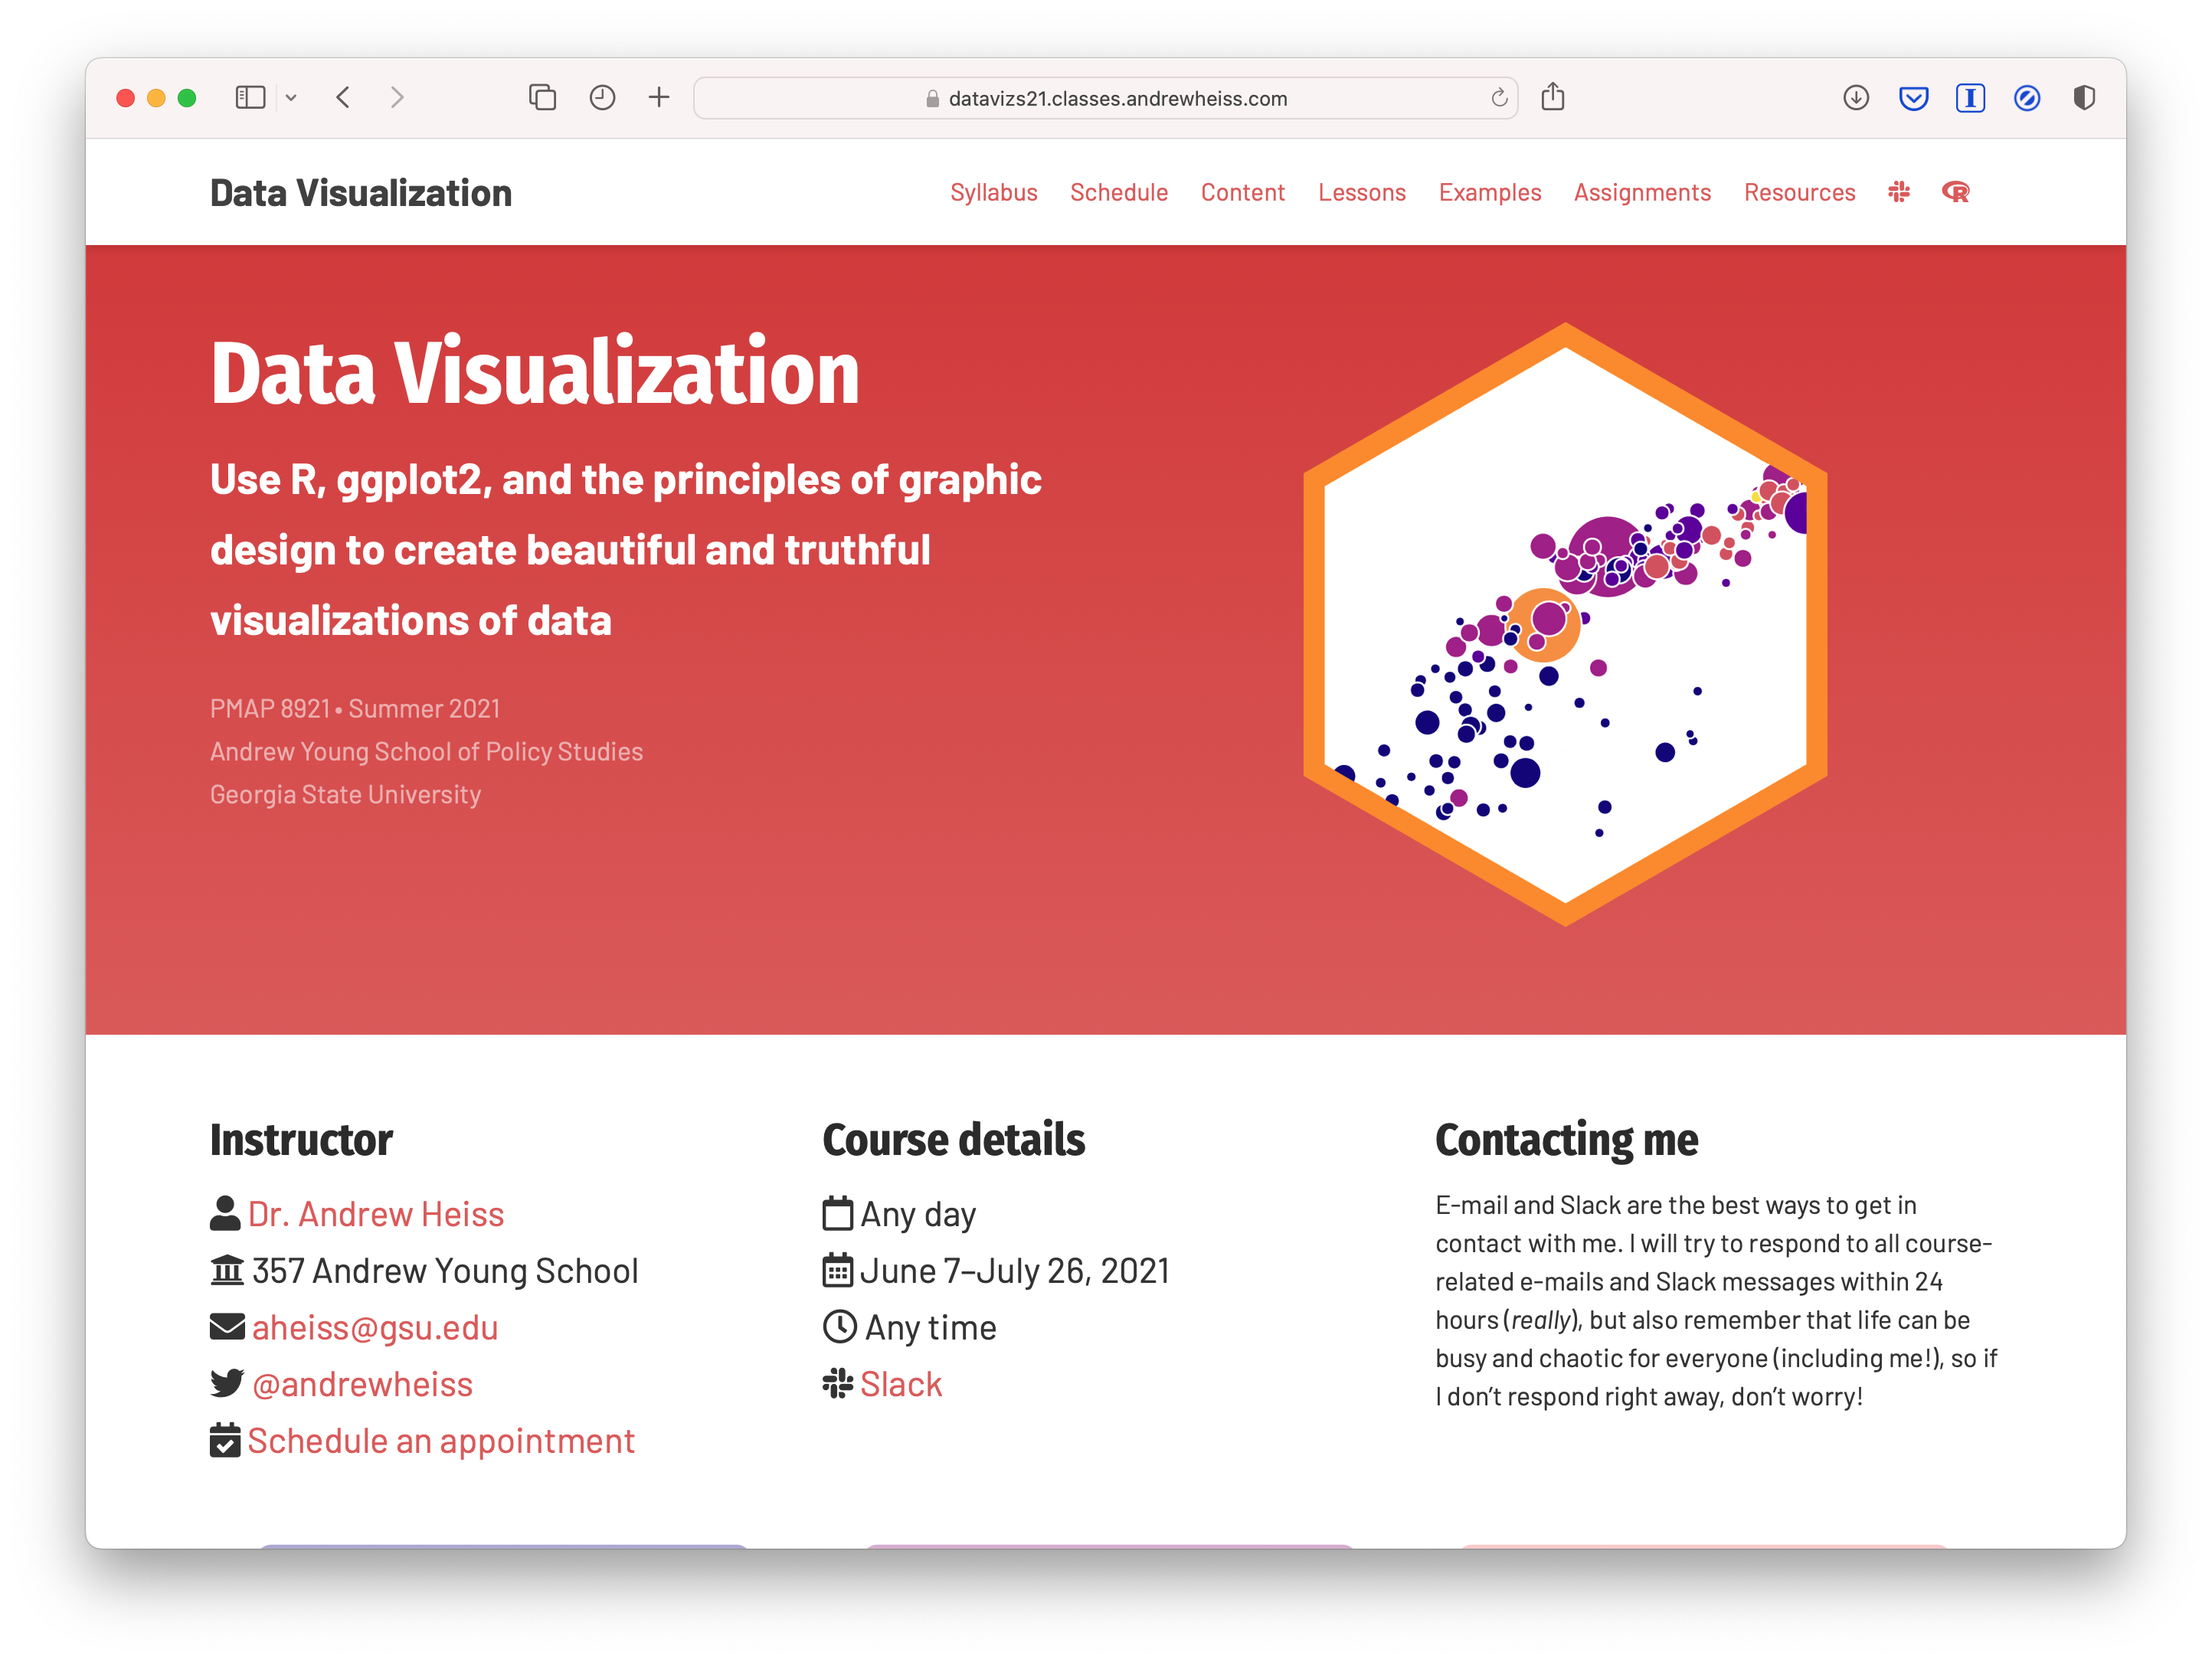 datavizs21.classes.andrewheiss.com
Data Visualization
Syllabus Schedule Content Lessons Examples Assignments Resources
Data Visualization
Use R, ggplot2, and the principles of graphic
design to create beautiful and truthful
visualizations of data
PMAP 8921 • Summer 2021
Andrew Young School of Policy Studies
Georgia State University
Instructor
Dr. Andrew Heiss
357 Andrew Young School
aheiss@gsu.edu
@andrewheiss
Schedule an appointment
Course details
Any day
June 7–July 26, 2021
Any time
Slack
Contacting me
E-mail and Slack are the best ways to get in
contact with me. I will try to respond to all course-
related e-mails and Slack messages within 24
hours (really), but also remember that life can be
busy and chaotic for everyone (including me!), so if
I don’t respond right away, don’t worry!